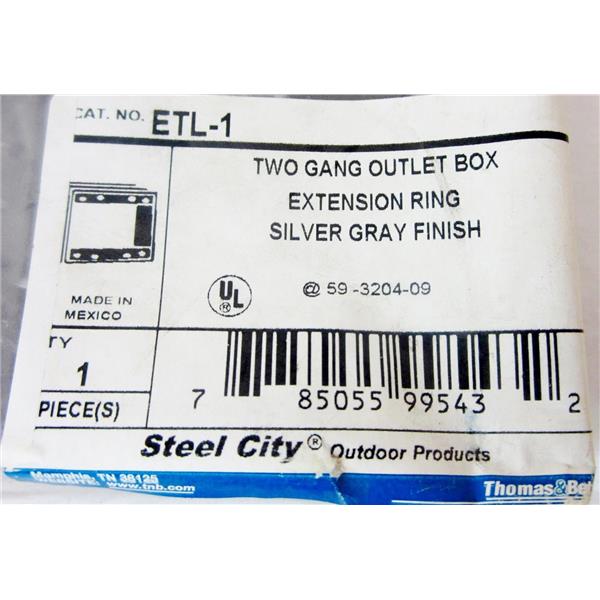 CAT. NO. ETL-1
TWO GANG OUTLET BOX
EXTENSION RING
SILVER GRAY FINISH
MADE IN
MEXICO
UL
®
@ 59-3204-09
TY
1
PIECE(S)
7 85055 99543 2
Steel City® Outdoor Products
Memphis, TN 38125
www.tnb.com
Thomas&Be